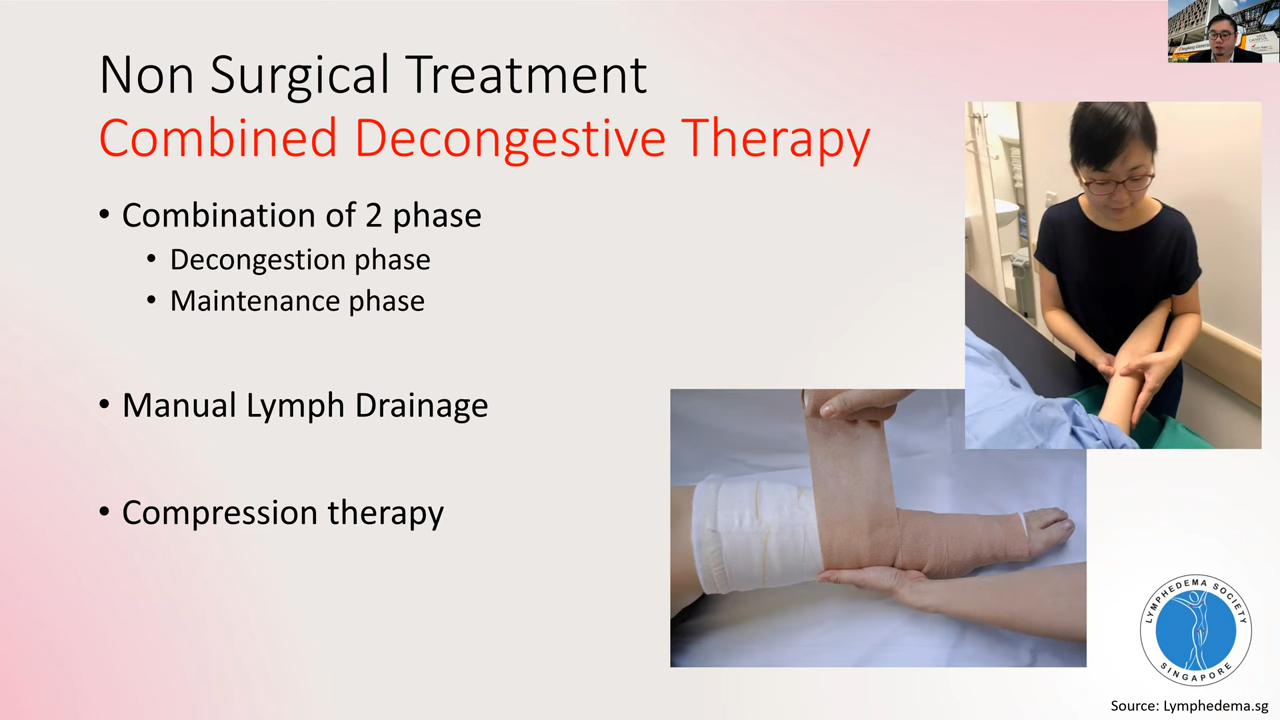 Non Surgical Treatment
Combined Decongestive Therapy
• Combination of 2 phase
• Decongestion phase
• Maintenance phase
• Manual Lymph Drainage
• Compression therapy
LYMPHEDEMA SOCIETY
SINGAPORE
Source: Lymphedema.sg